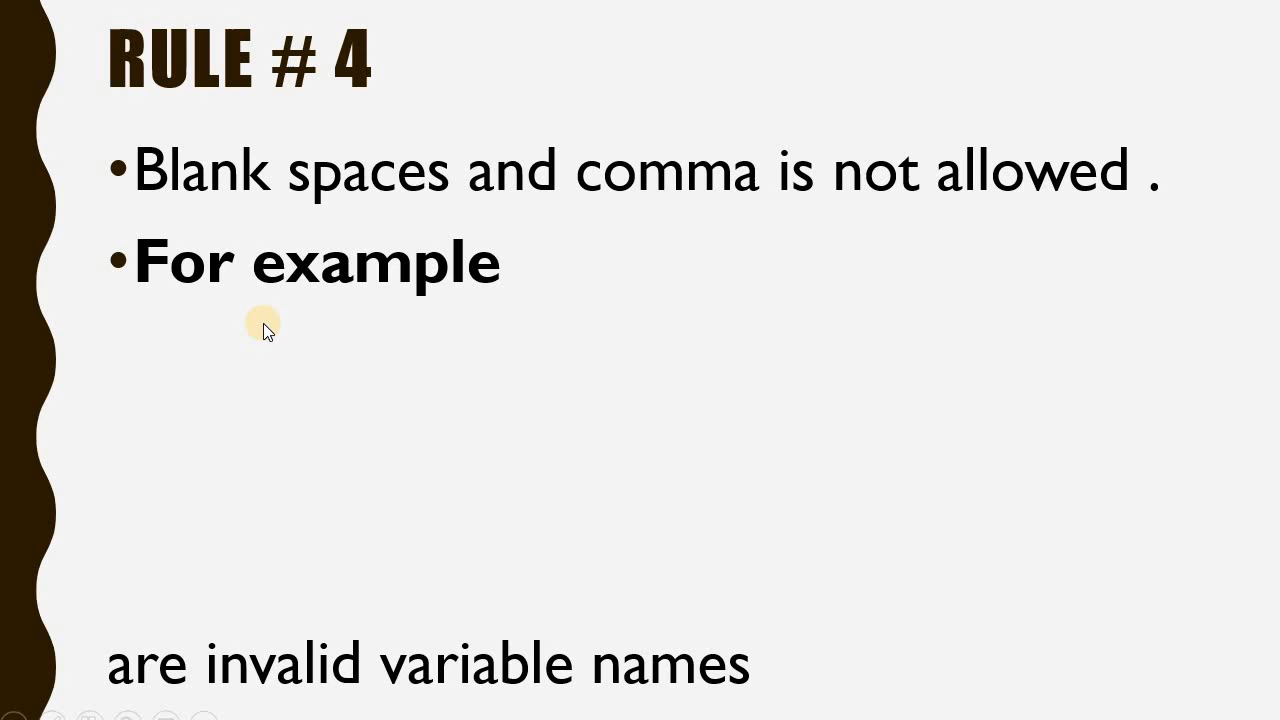 RULE # 4
•Blank spaces and comma is not allowed .
•For example
are invalid variable names